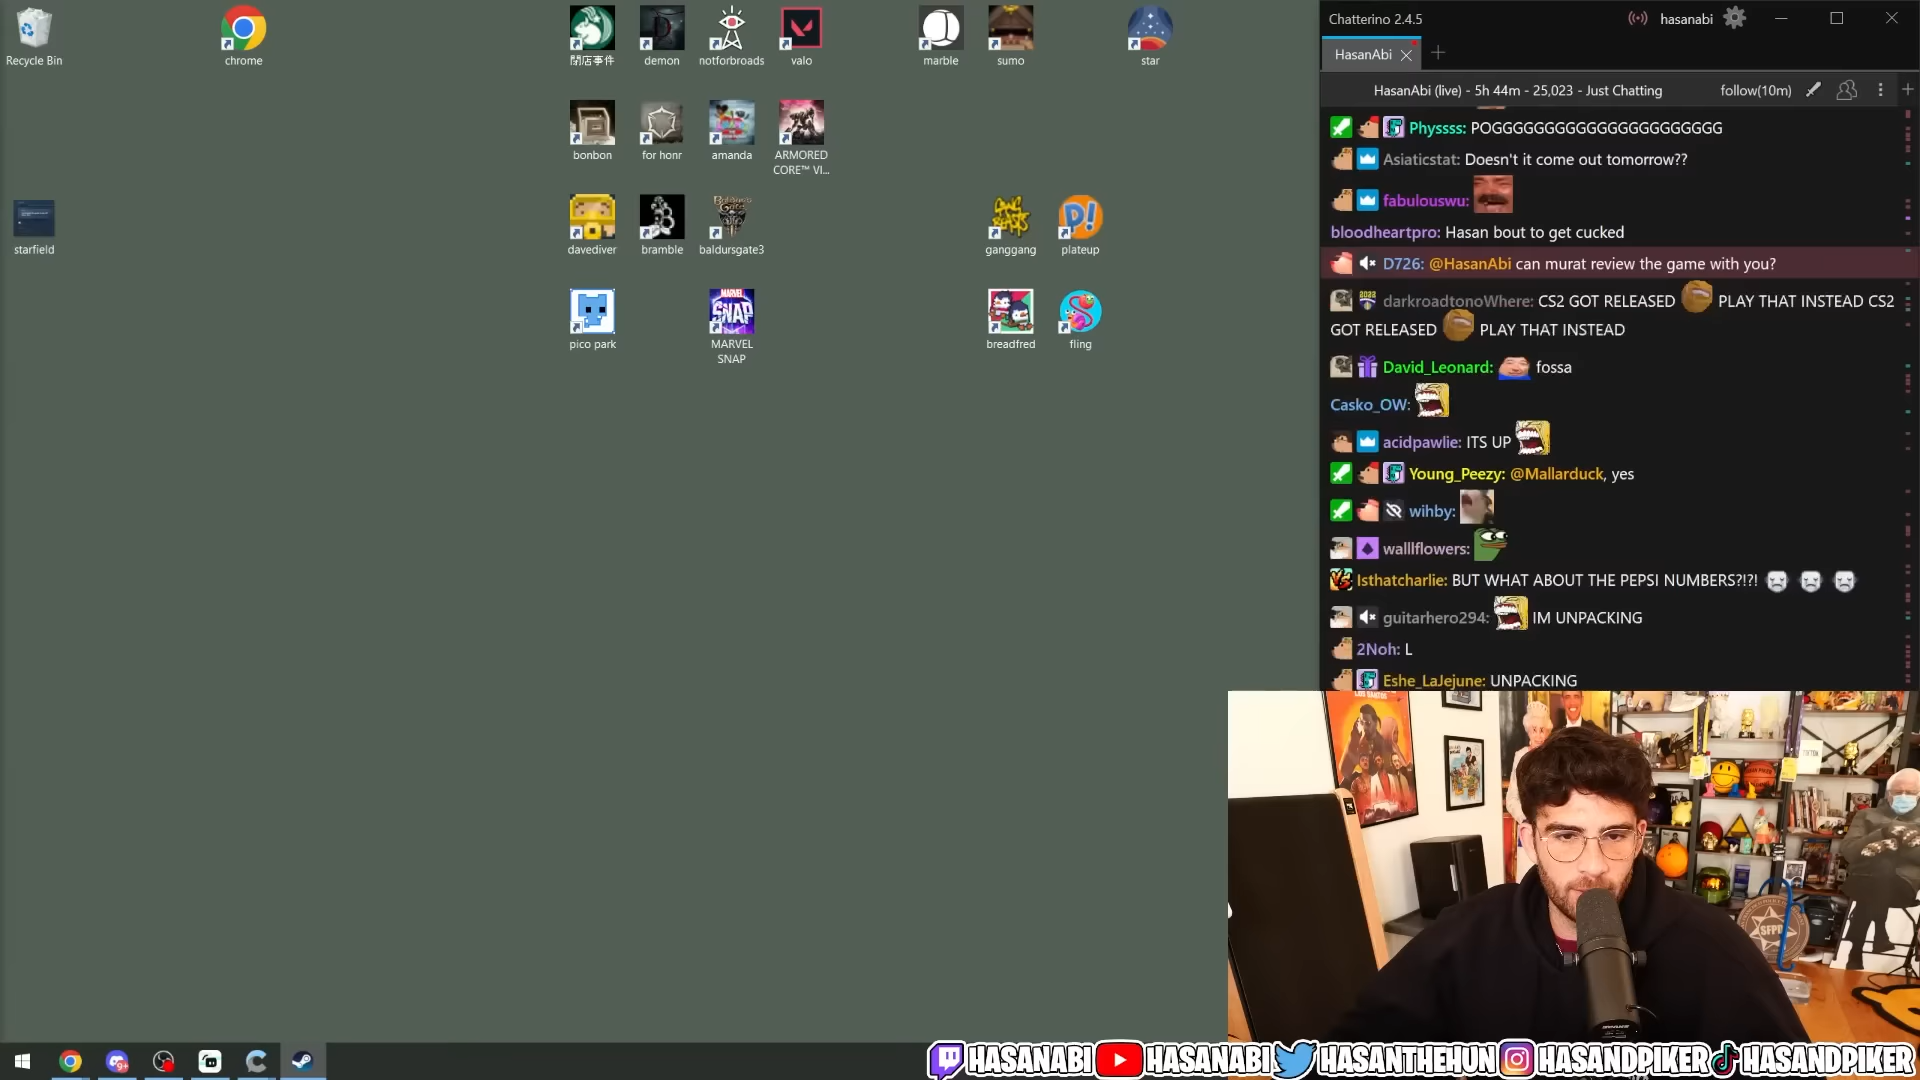 Recycle Bin
chrome
閉店事件
demon
notforbroads
valo
marble
sumo
star
bonbon
for honr
amanda
ARMORED
CORE™ VI...
starfield
davediver
bramble
baldursgate3
ganggang
plateup
pico park
MARVEL
SNAP
breadfred
fling
Chatterino 2.4.5
hasanabi
HasanAbi
HasanAbi (live) - 5h 44m - 25,023 - Just Chatting
follow(10m)
Physsss: POGGGGGGGGGGGGGGGGGGGGGG
Asiaticstat: Doesn't it come out tomorrow??
fabulouswu:
bloodheartpro: Hasan bout to get cucked
D726: @HasanAbi can murat review the game with you?
darkroadtonoWhere: CS2 GOT RELEASED PLAY THAT INSTEAD CS2
GOT RELEASED PLAY THAT INSTEAD
David_Leonard: fossa
Casko_OW:
acidpawlie: ITS UP
Young_Peezy: @Mallarduck, yes
wihby:
walllflowers:
Isthatcharlie: BUT WHAT ABOUT THE PEPSI NUMBERS?!?!
guitarhero294: IM UNPACKING
2Noh: L
Eshe_LaJejune: UNPACKING
SFPD
HASANABI
HASANABI
HASANTHEHUN
HASANDPIKER
HASANDPIKER